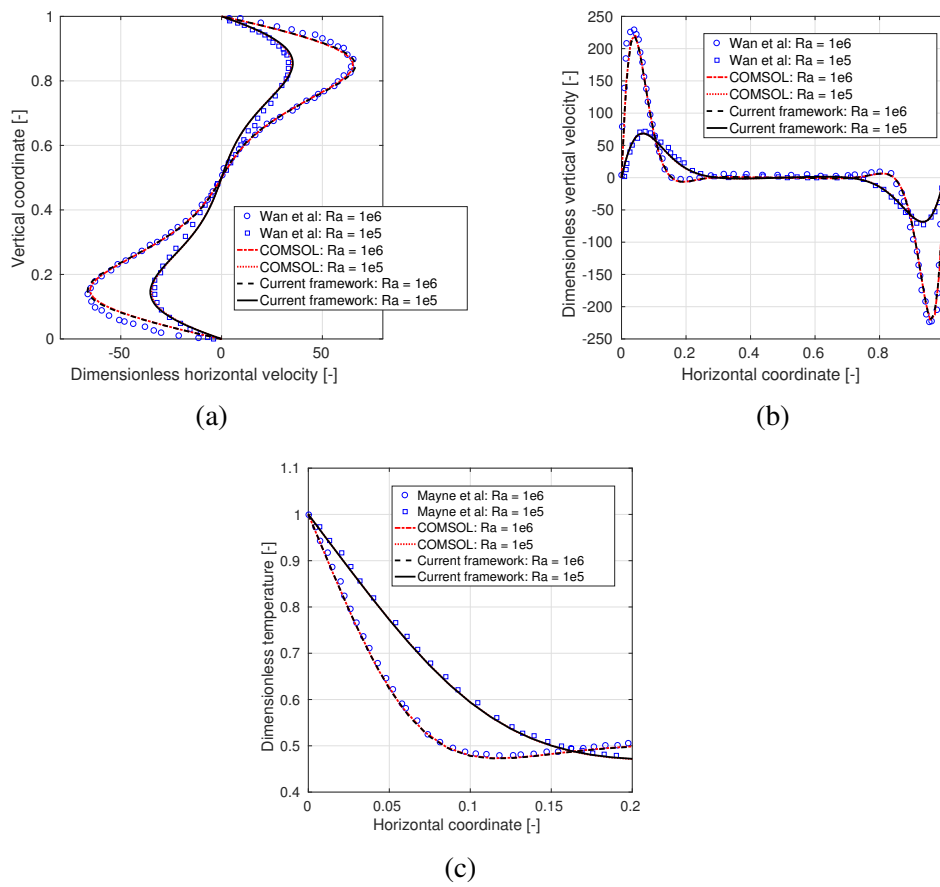 1
0.8
0.6
0.4
0.2
0
-50
0
50
Vertical coordinate [-]
Dimensionless horizontal velocity [-]
Wan et al: Ra = 1e6
Wan et al: Ra = 1e5
COMSOL: Ra = 1e6
COMSOL: Ra = 1e5
Current framework: Ra = 1e6
Current framework: Ra = 1e5
(a)
250
200
150
100
50
0
-50
-100
-150
-200
-250
0
0.2
0.4
0.6
0.8
Dimensionless vertical velocity [-]
Horizontal coordinate [-]
Wan et al: Ra = 1e6
Wan et al: Ra = 1e5
COMSOL: Ra = 1e6
COMSOL: Ra = 1e5
Current framework: Ra = 1e6
Current framework: Ra = 1e5
(b)
1.1
1
0.9
0.8
0.7
0.6
0.5
0.4
0
0.05
0.1
0.15
0.2
Dimensionless temperature [-]
Horizontal coordinate [-]
Mayne et al: Ra = 1e6
Mayne et al: Ra = 1e5
COMSOL: Ra = 1e6
COMSOL: Ra = 1e5
Current framework: Ra = 1e6
Current framework: Ra = 1e5
(c)